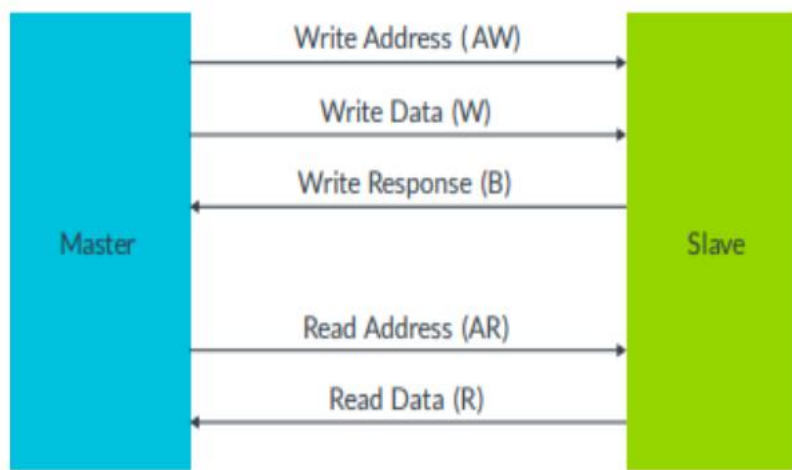 Write Address (AW)
Write Data (W)
Write Response (B)
Master
Slave
Read Address (AR)
Read Data (R)